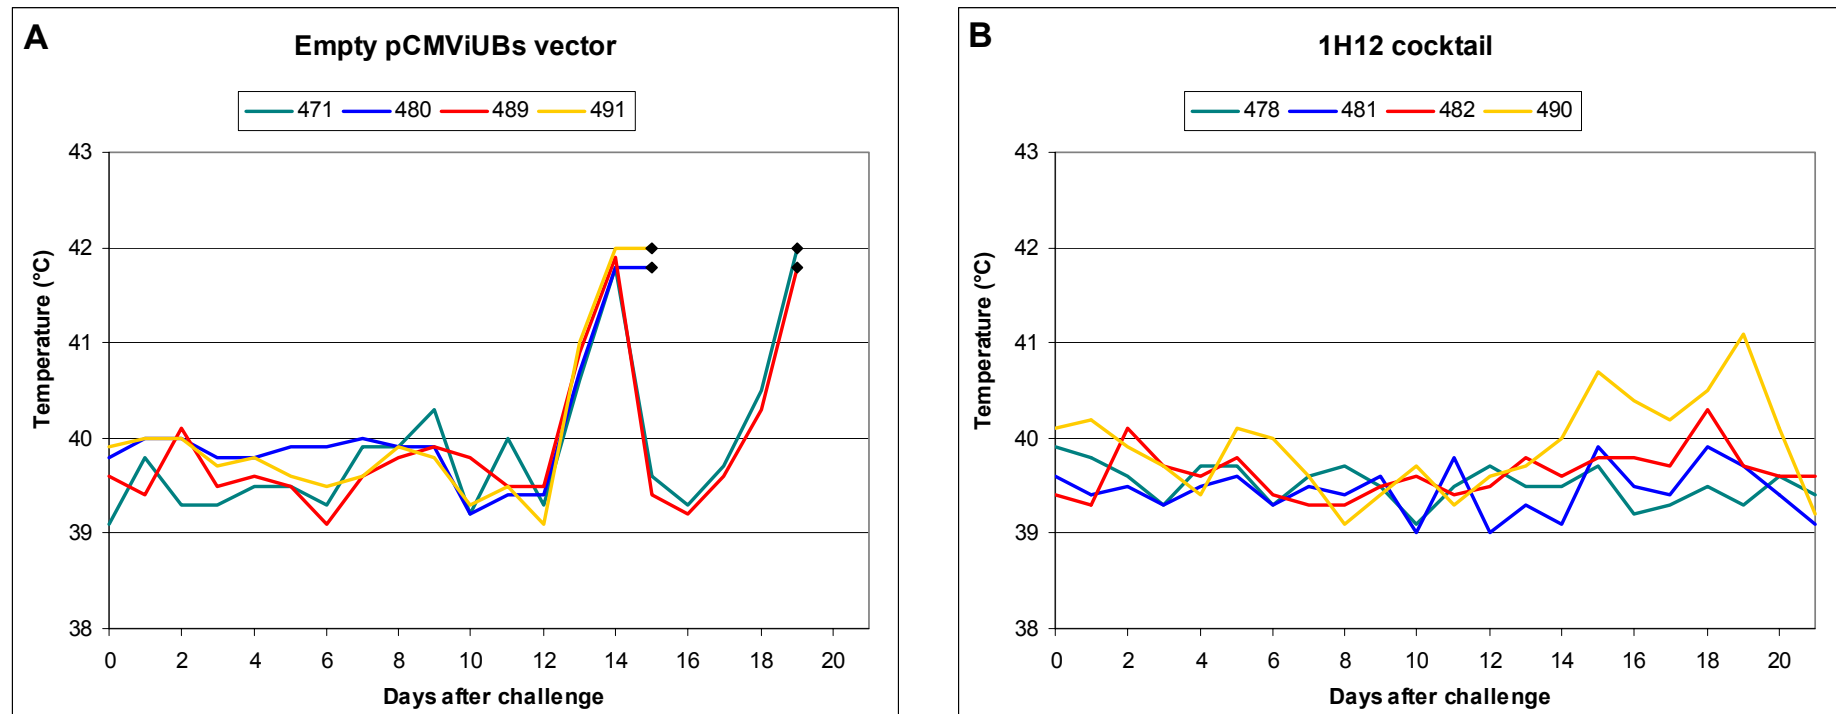 A
Empty pCMViUBs vector
471 480 489 491
43
42
41
40
39
38
Temperature (°C)
0 2 4 6 8 10 12 14 16 18 20
Days after challenge
B
1H12 cocktail
478 481 482 490
43
42
41
40
39
38
Temperature (°C)
0 2 4 6 8 10 12 14 16 18 20
Days after challenge